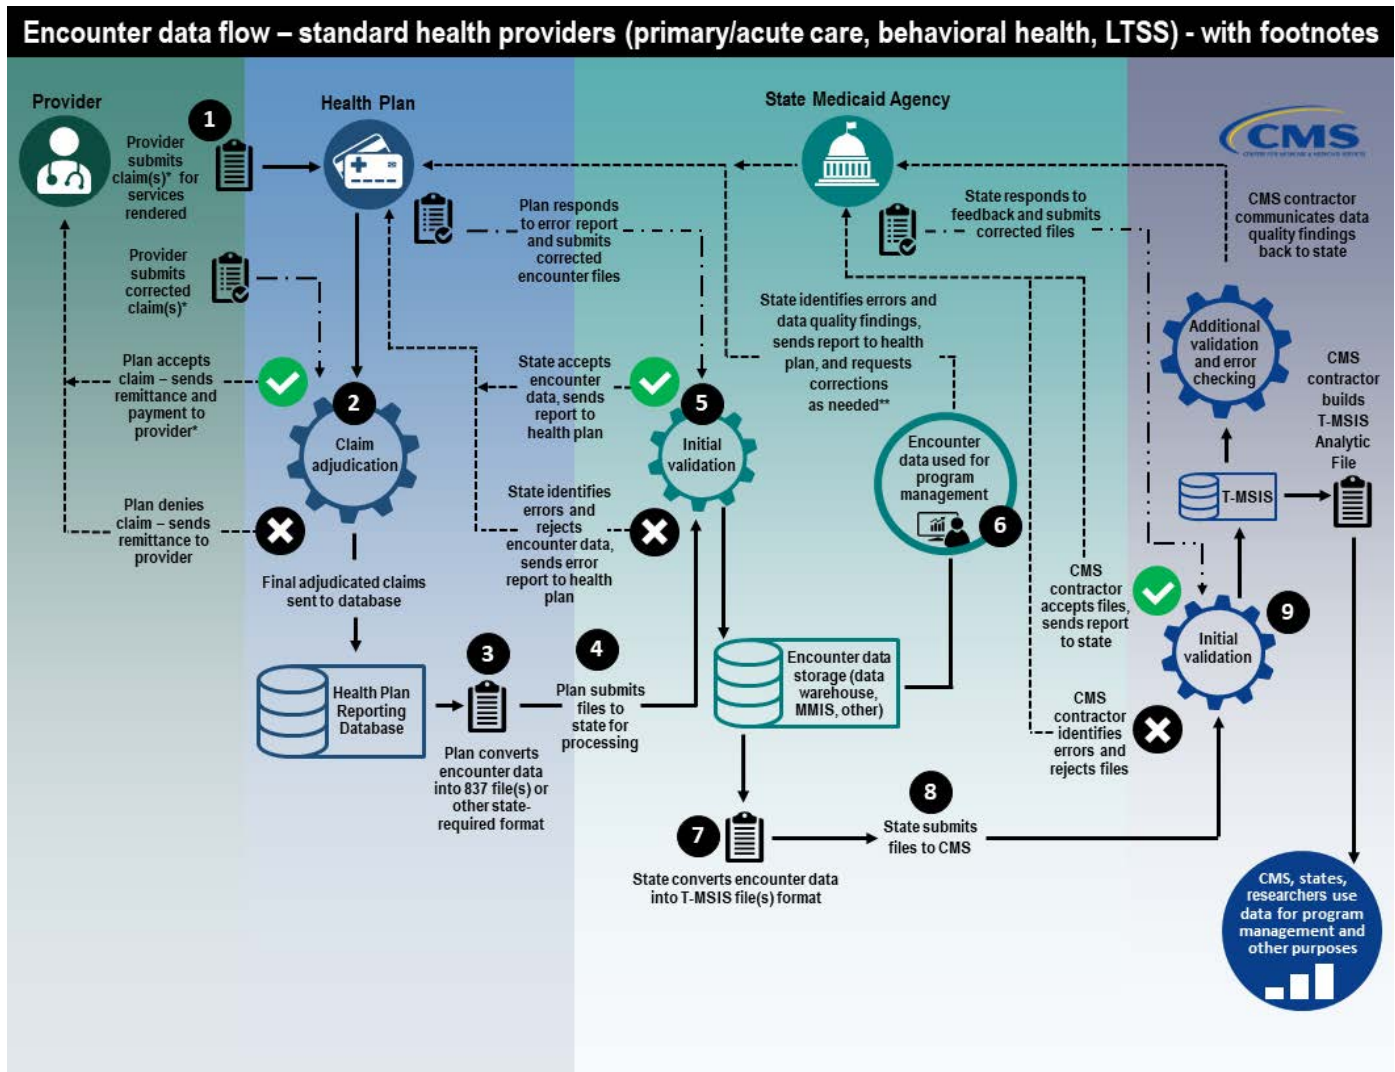 Encounter data flow – standard health providers (primary/acute care, behavioral health, LTSS) - with footnotes
Provider
Health Plan
State Medicaid Agency
CMS
CENTERS FOR MEDICARE & MEDICAID SERVICES
1
Provider
submits
claim(s)* for
services
rendered
Provider
submits
corrected
claim(s)*
Plan accepts
claim – sends
remittance and
payment to
provider*
Plan denies
claim – sends
remittance to
provider
2
Claim
adjudication
Final adjudicated claims
sent to database
Health Plan
Reporting
Database
3
Plan converts
encounter data
into 837 file(s) or
other state-
required format
4
Plan submits
files to
state for
processing
Plan responds
to error report
and submits
corrected
encounter files
State accepts
encounter
data, sends
report to
health plan
State identifies
errors and
rejects
encounter data,
sends error
report to health
plan
5
Initial
validation
State identifies errors and
data quality findings,
sends report to health
plan, and requests
corrections
as needed**
Encounter
data used for
program
management
6
Encounter data
storage (data
warehouse,
MMIS, other)
7
State converts encounter data
into T-MSIS file(s) format
8
State submits
files to CMS
State responds to
feedback and submits
corrected files
CMS
contractor
accepts files,
sends report
to state
CMS
contractor
identifies
errors and
rejects files
9
Initial
validation
T-MSIS
Additional
validation
and error
checking
CMS contractor
communicates data
quality findings
back to state
CMS
contractor
builds
T-MSIS
Analytic
File
CMS, states,
researchers use
data for program
management and
other purposes